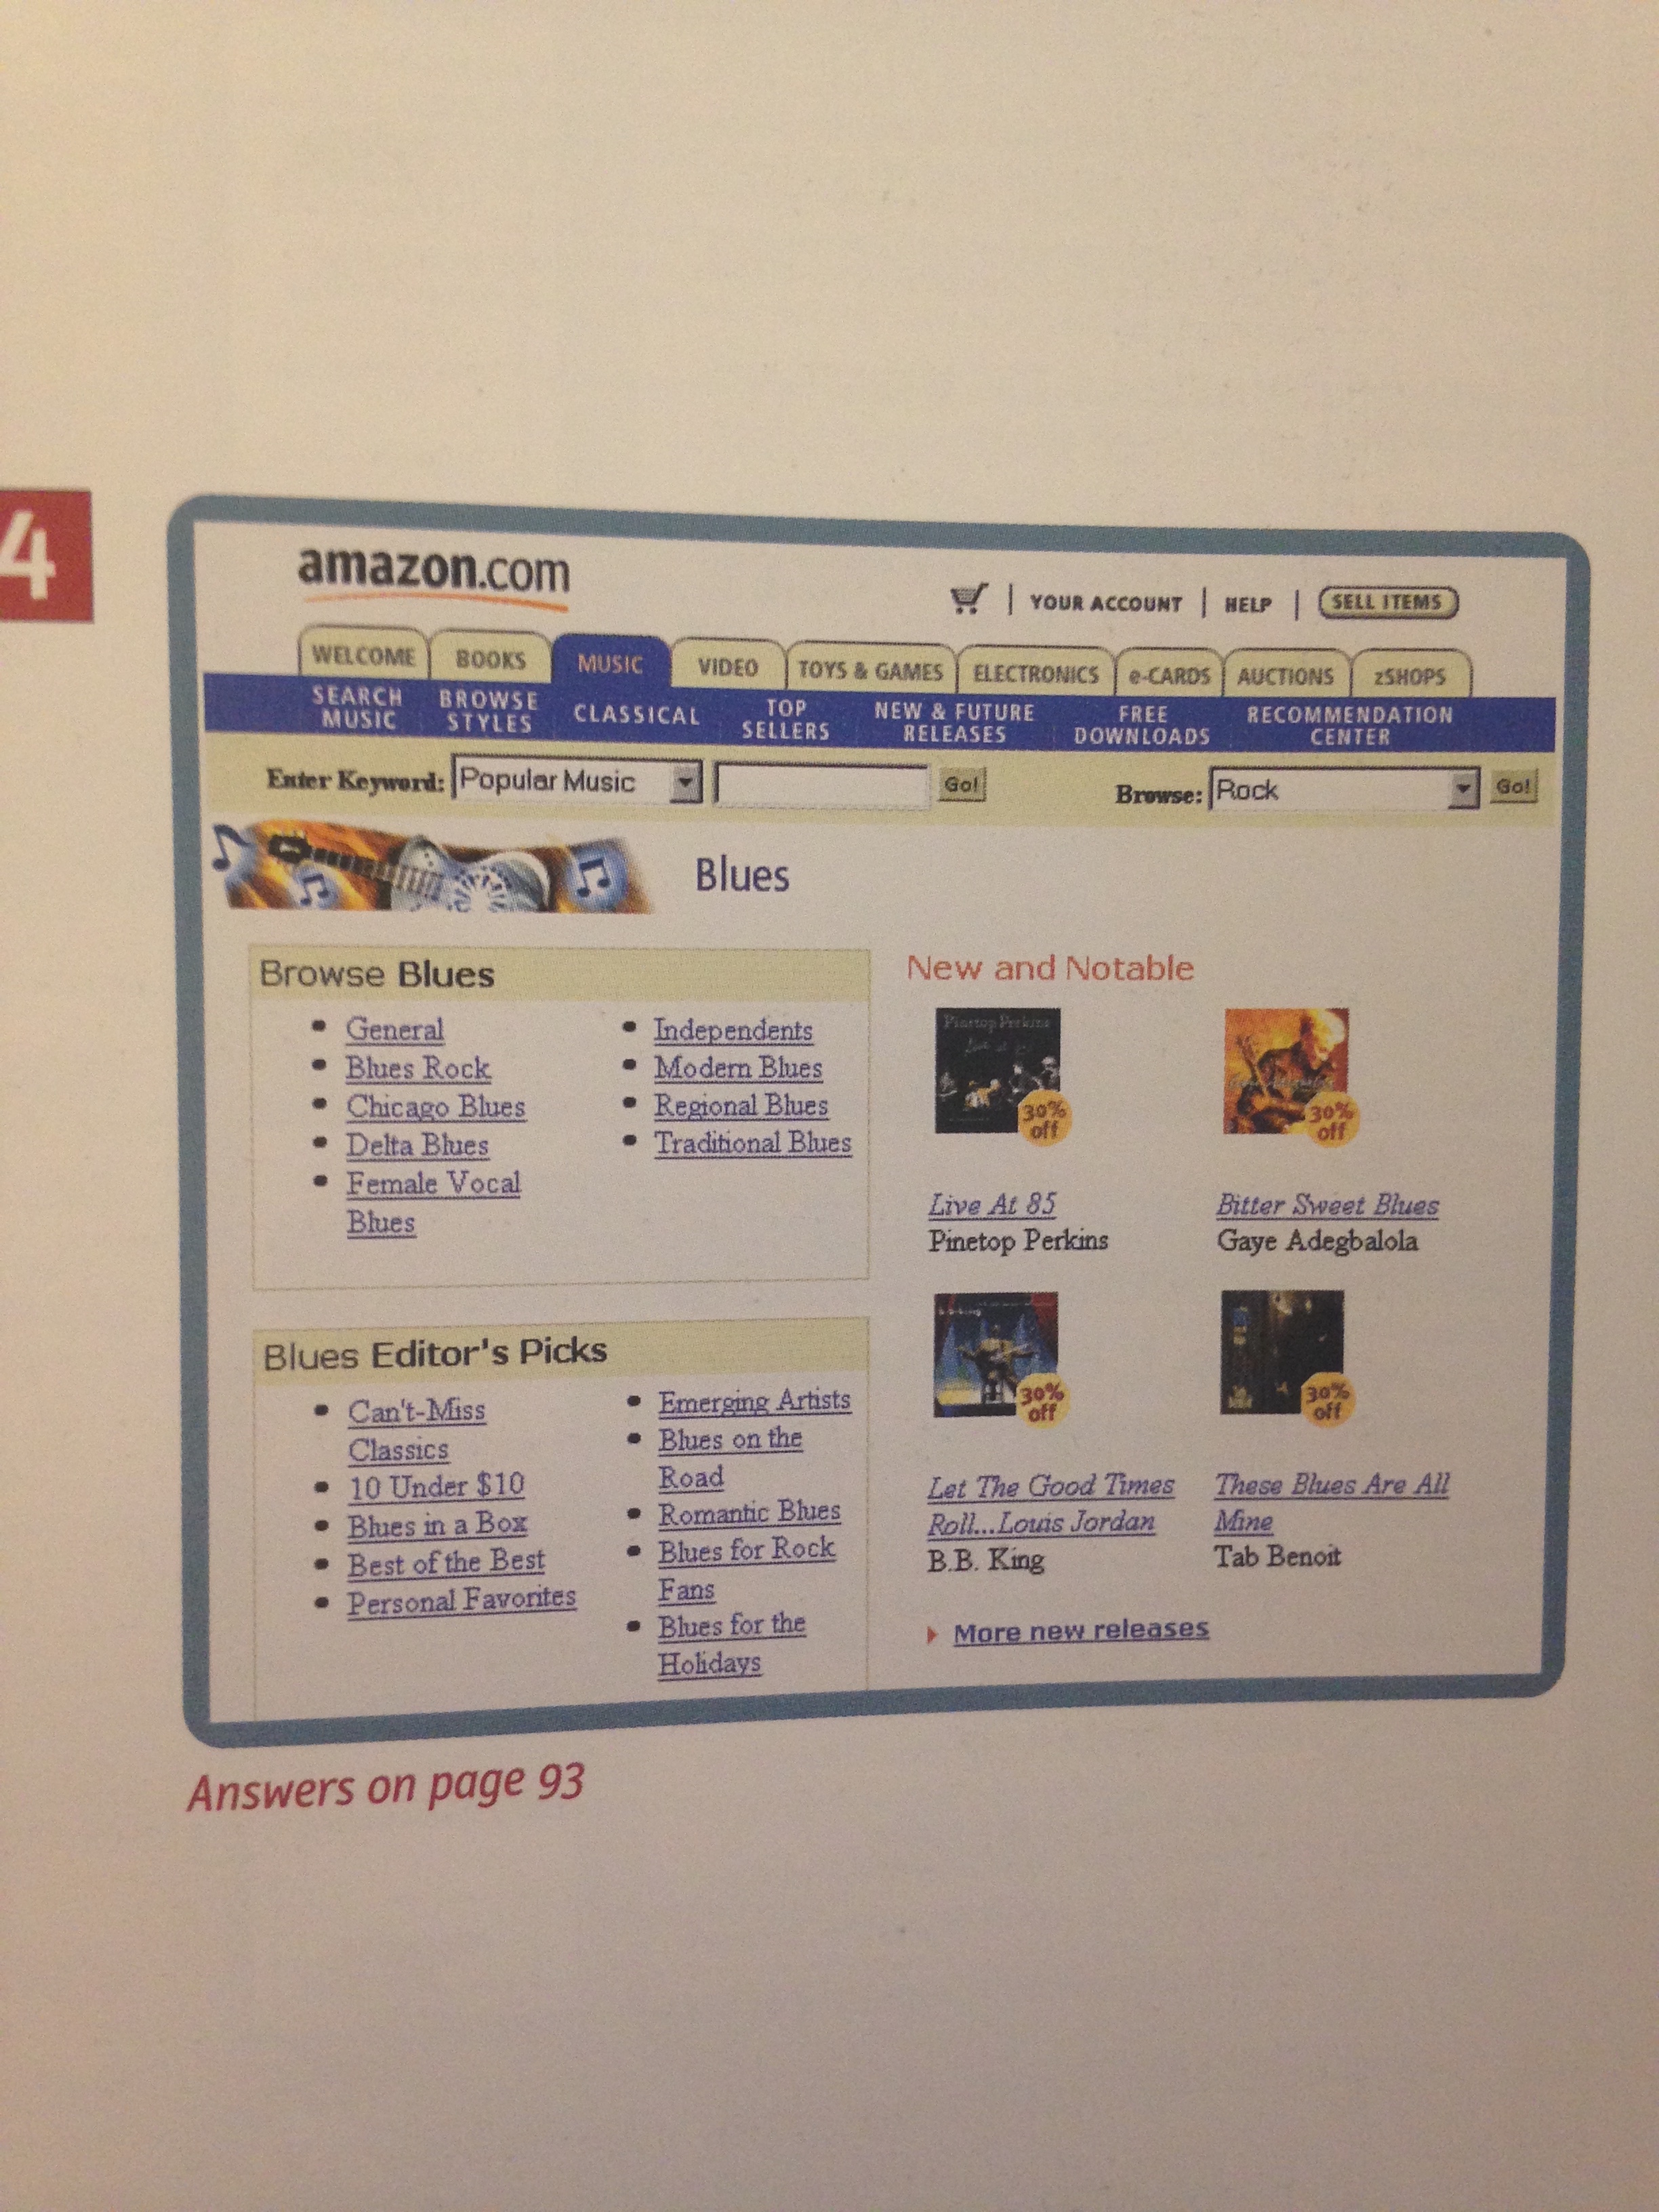 4
amazon.com
YOUR ACCOUNT | HELP | SELL ITEMS
WELCOME BOOKS MUSIC VIDEO TOYS & GAMES ELECTRONICS e-CARDS AUCTIONS zSHOPS
SEARCH MUSIC BROWSE STYLES CLASSICAL TOP SELLERS NEW & FUTURE RELEASES FREE DOWNLOADS RECOMMENDATION CENTER
Enter Keyword: Popular Music Go! Browse: Rock Go!
Blues
Browse Blues
General
Blues Rock
Chicago Blues
Delta Blues
Female Vocal
Blues
Independents
Modern Blues
Regional Blues
Traditional Blues
Blues Editor's Picks
Can't-Miss
Classics
10 Under $10
Blues in a Box
Best of the Best
Personal Favorites
Emerging Artists
Blues on the
Road
Romantic Blues
Blues for Rock
Fans
Blues for the
Holidays
New and Notable
Pinetop Perkins
Live at 85
30%
off
Live At 85
Pinetop Perkins
30%
off
Bitter Sweet Blues
Gaye Adegbalola
30%
off
Let The Good Times
Roll...Louis Jordan
B.B. King
30%
off
These Blues Are All
Mine
Tab Benoit
More new releases
Answers on page 93